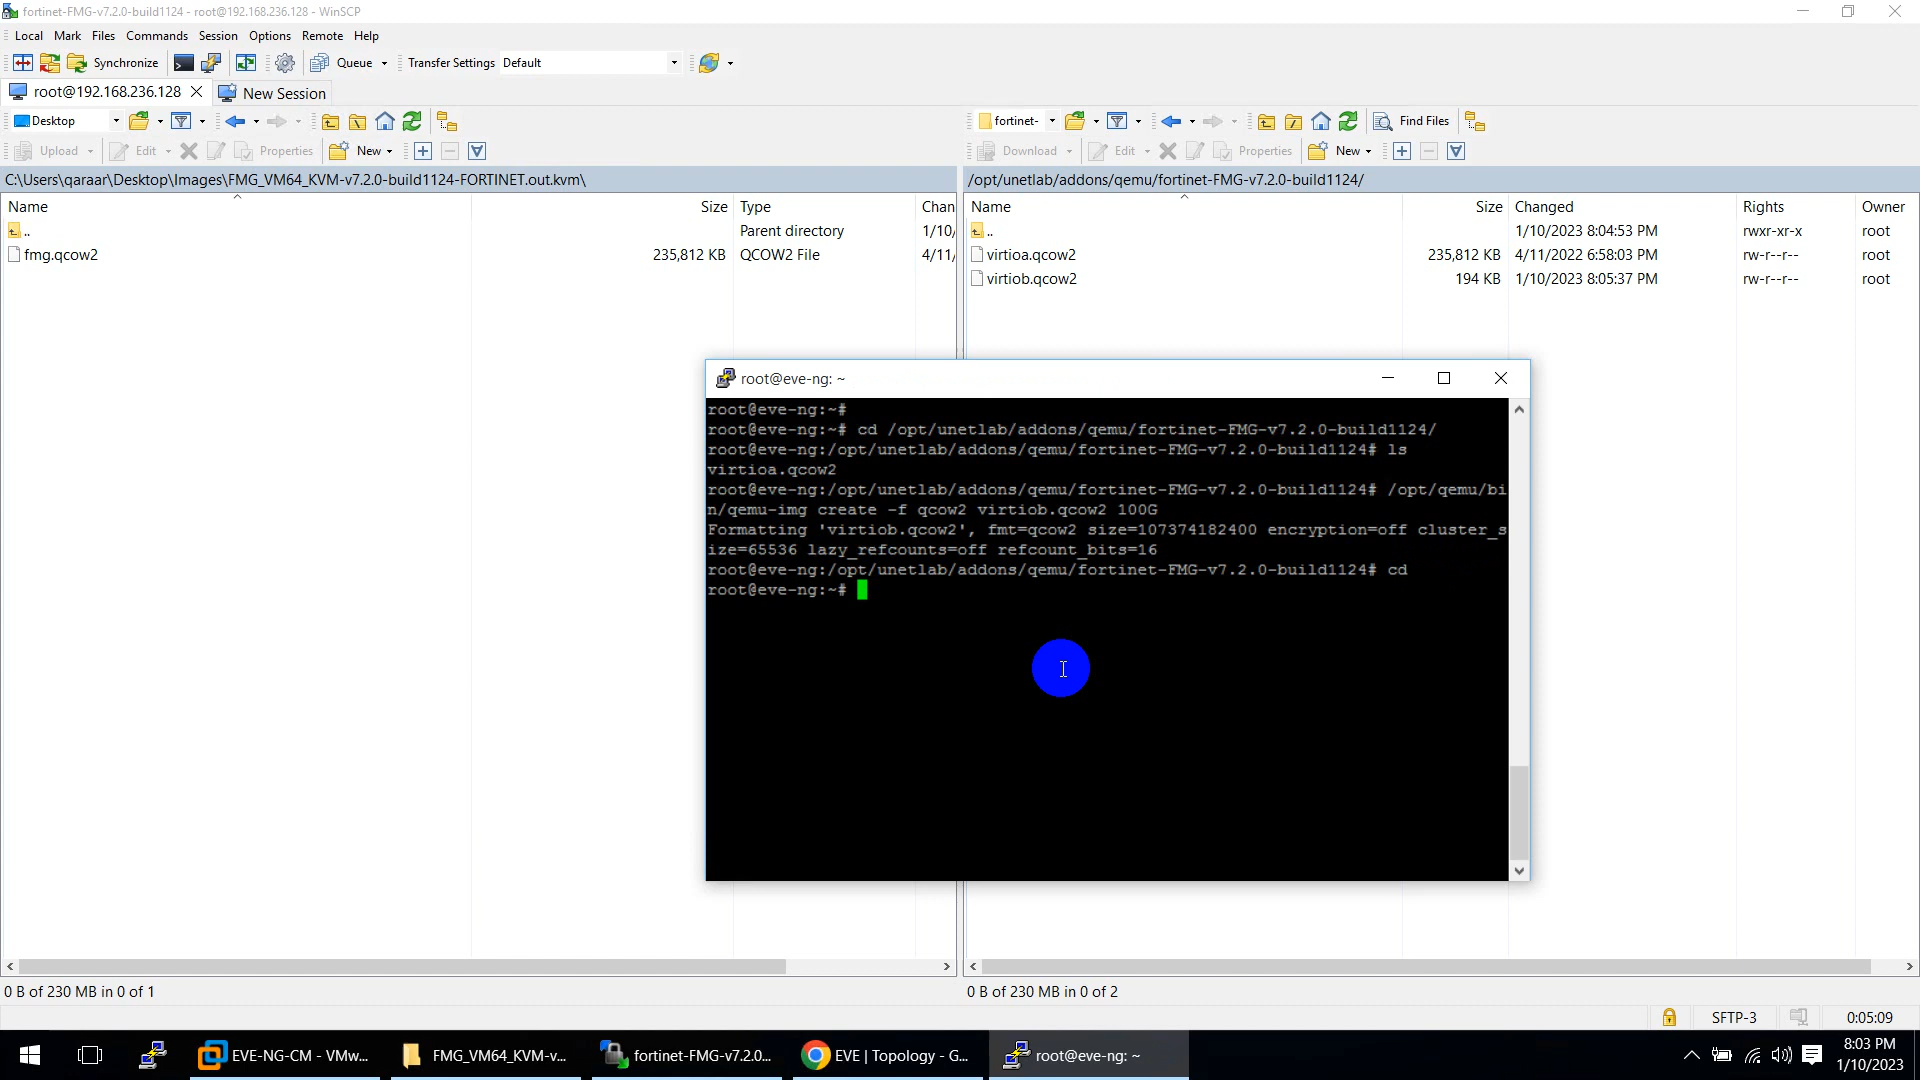 fortinet-FMG-v7.2.0-build1124 - root@192.168.236.128 - WinSCP
Local Mark Files Commands Session Options Remote Help
Synchronize Queue Transfer Settings Default
root@192.168.236.128 New Session
Desktop fortinet- Find Files
Upload Edit Properties New Download Edit Properties New
C:\Users\qaraar\Desktop\Images\FMG_VM64_KVM-v7.2.0-build1124-FORTINET.out.kvm\ /opt/unetlab/addons/qemu/fortinet-FMG-v7.2.0-build1124/
Name Size Type Chan Name Size Changed Rights Owner
.. Parent directory 1/10/ .. 1/10/2023 8:04:53 PM rwxr-xr-x root
fmg.qcow2 235,812 KB QCOW2 File 4/11/ virtioa.qcow2 235,812 KB 4/11/2022 6:58:03 PM rw-r--r-- root
virtiob.qcow2 194 KB 1/10/2023 8:05:37 PM rw-r--r-- root
root@eve-ng: ~
root@eve-ng:~#
root@eve-ng:~# cd /opt/unetlab/addons/qemu/fortinet-FMG-v7.2.0-build1124/
root@eve-ng:/opt/unetlab/addons/qemu/fortinet-FMG-v7.2.0-build1124# ls
virtioa.qcow2
root@eve-ng:/opt/unetlab/addons/qemu/fortinet-FMG-v7.2.0-build1124# /opt/qemu/bi
n/qemu-img create -f qcow2 virtiob.qcow2 100G
Formatting 'virtiob.qcow2', fmt=qcow2 size=107374182400 encryption=off cluster_s
ize=65536 lazy_refcounts=off refcount_bits=16
root@eve-ng:/opt/unetlab/addons/qemu/fortinet-FMG-v7.2.0-build1124# cd
root@eve-ng:~#
0 B of 230 MB in 0 of 1 0 B of 230 MB in 0 of 2
SFTP-3 0:05:09
EVE-NG-CM - VMw... FMG_VM64_KVM-v... fortinet-FMG-v7.2.0... EVE | Topology - G... root@eve-ng: ~ 8:03 PM
1/10/2023